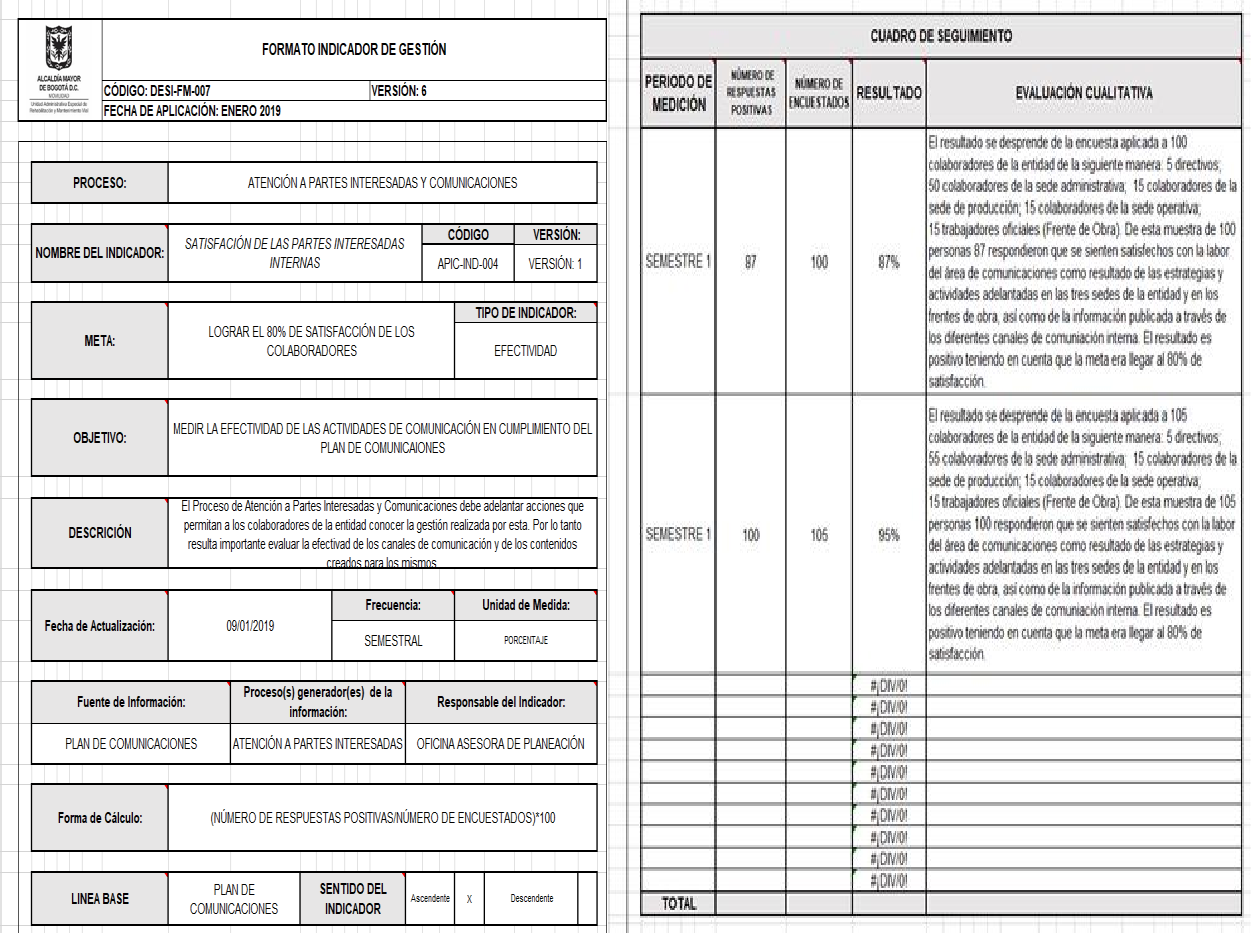 FORMATO INDICADOR DE GESTIÓN
ALCALDÍA MAYOR
DE BOGOTÁ D.C.
MOVILIDAD
Unidad Administrativa Especial de
Rehabilitación y Mantenimiento Vial
CÓDIGO: DESI-FM-007
VERSIÓN: 6
FECHA DE APLICACIÓN: ENERO 2019
PROCESO:
ATENCIÓN A PARTES INTERESADAS Y COMUNICACIONES
NOMBRE DEL INDICADOR:
SATISFACIÓN DE LAS PARTES INTERESADAS
INTERNAS
CÓDIGO
VERSIÓN:
APIC-IND-004
VERSIÓN: 1
META:
LOGRAR EL 80% DE SATISFACCIÓN DE LOS
COLABORADORES
TIPO DE INDICADOR:
EFECTIVIDAD
OBJETIVO:
MEDIR LA EFECTIVIDAD DE LAS ACTIVIDADES DE COMUNICACIÓN EN CUMPLIMIENTO DEL
PLAN DE COMUNICAIONES
DESCRIPCIÓN
El Proceso de Atención a Partes Interesadas y Comunicaciones debe adelantar acciones que
permitan a los colaboradores de la entidad conocer la gestión realizada por esta. Por lo tanto
resulta importante evaluar la efectivad de los canales de comunicación y de los contenidos
creados para los mismos
Fecha de Actualización:
09/01/2019
Frecuencia:
Unidad de Medida:
SEMESTRAL
PORCENTAJE
Fuente de Información:
Proceso(s) generador(es) de la
información:
Responsable del Indicador:
PLAN DE COMUNICACIONES
ATENCIÓN A PARTES INTERESADAS
OFICINA ASESORA DE PLANEACIÓN
Forma de Cálculo:
(NÚMERO DE RESPUESTAS POSITIVAS/NÚMERO DE ENCUESTADOS)*100
LINEA BASE
PLAN DE
COMUNICACIONES
SENTIDO DEL
INDICADOR
Ascendente
X
Descendente
CUADRO DE SEGUIMIENTO
PERIODO DE
MEDICIÓN
NÚMERO DE
RESPUESTAS
POSITIVAS
NÚMERO DE
ENCUESTADOS
RESULTADO
EVALUACIÓN CUALITATIVA
SEMESTRE 1
87
100
87%
El resultado se desprende de la encuesta aplicada a 100
colaboradores de la entidad de la siguiente manera: 5 directivos;
50 colaboradores de la sede administrativa; 15 colaboradores de la
sede de producción; 15 colaboradores de la sede operativa;
15 trabajadores oficiales (Frente de Obra). De esta muestra de 100
personas 87 respondieron que se sienten satisfechos con la labor
del área de comunicaciones como resultado de las estrategias y
actividades adelantadas en las tres sedes de la entidad y en los
frentes de obra, así como de la información publicada a través de
los diferentes canales de comuniación interna. El resultado es
positivo teniendo en cuenta que la meta era llegar al 80% de
satisfacción.
SEMESTRE 1
100
105
95%
El resultado se desprende de la encuesta aplicada a 105
colaboradores de la entidad de la siguiente manera: 5 directivos;
55 colaboradores de la sede administrativa; 15 colaboradores de la
sede de producción; 15 colaboradores de la sede operativa;
15 trabajadores oficiales (Frente de Obra). De esta muestra de 105
personas 100 respondieron que se sienten satisfechos con la labor
del área de comunicaciones como resultado de las estrategias y
actividades adelantadas en las tres sedes de la entidad y en los
frentes de obra, así como de la información publicada a través de
los diferentes canales de comuniación interna. El resultado es
positivo teniendo en cuenta que la meta era llegar al 80% de
satisfacción.
#¡DIV/0!
#¡DIV/0!
#¡DIV/0!
#¡DIV/0!
#¡DIV/0!
#¡DIV/0!
#¡DIV/0!
#¡DIV/0!
#¡DIV/0!
#¡DIV/0!
TOTAL